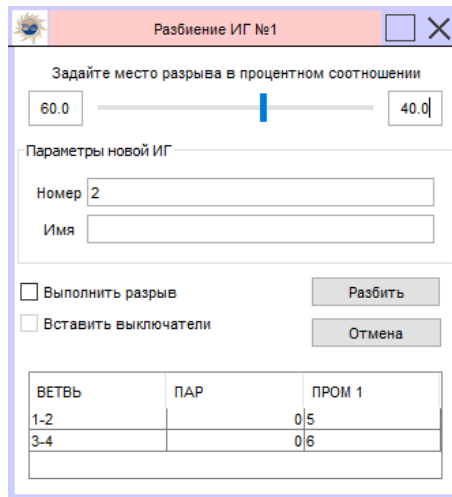 Разбиение ИГ №1
Задайте место разрыва в процентном соотношении
60.0 40.0
Параметры новой ИГ
Номер 2
Имя
Выполнить разрыв Разбить
Вставить выключатели Отмена
ВЕТВЬ ПАР ПРОМ 1
1-2 0 5
3-4 0 6